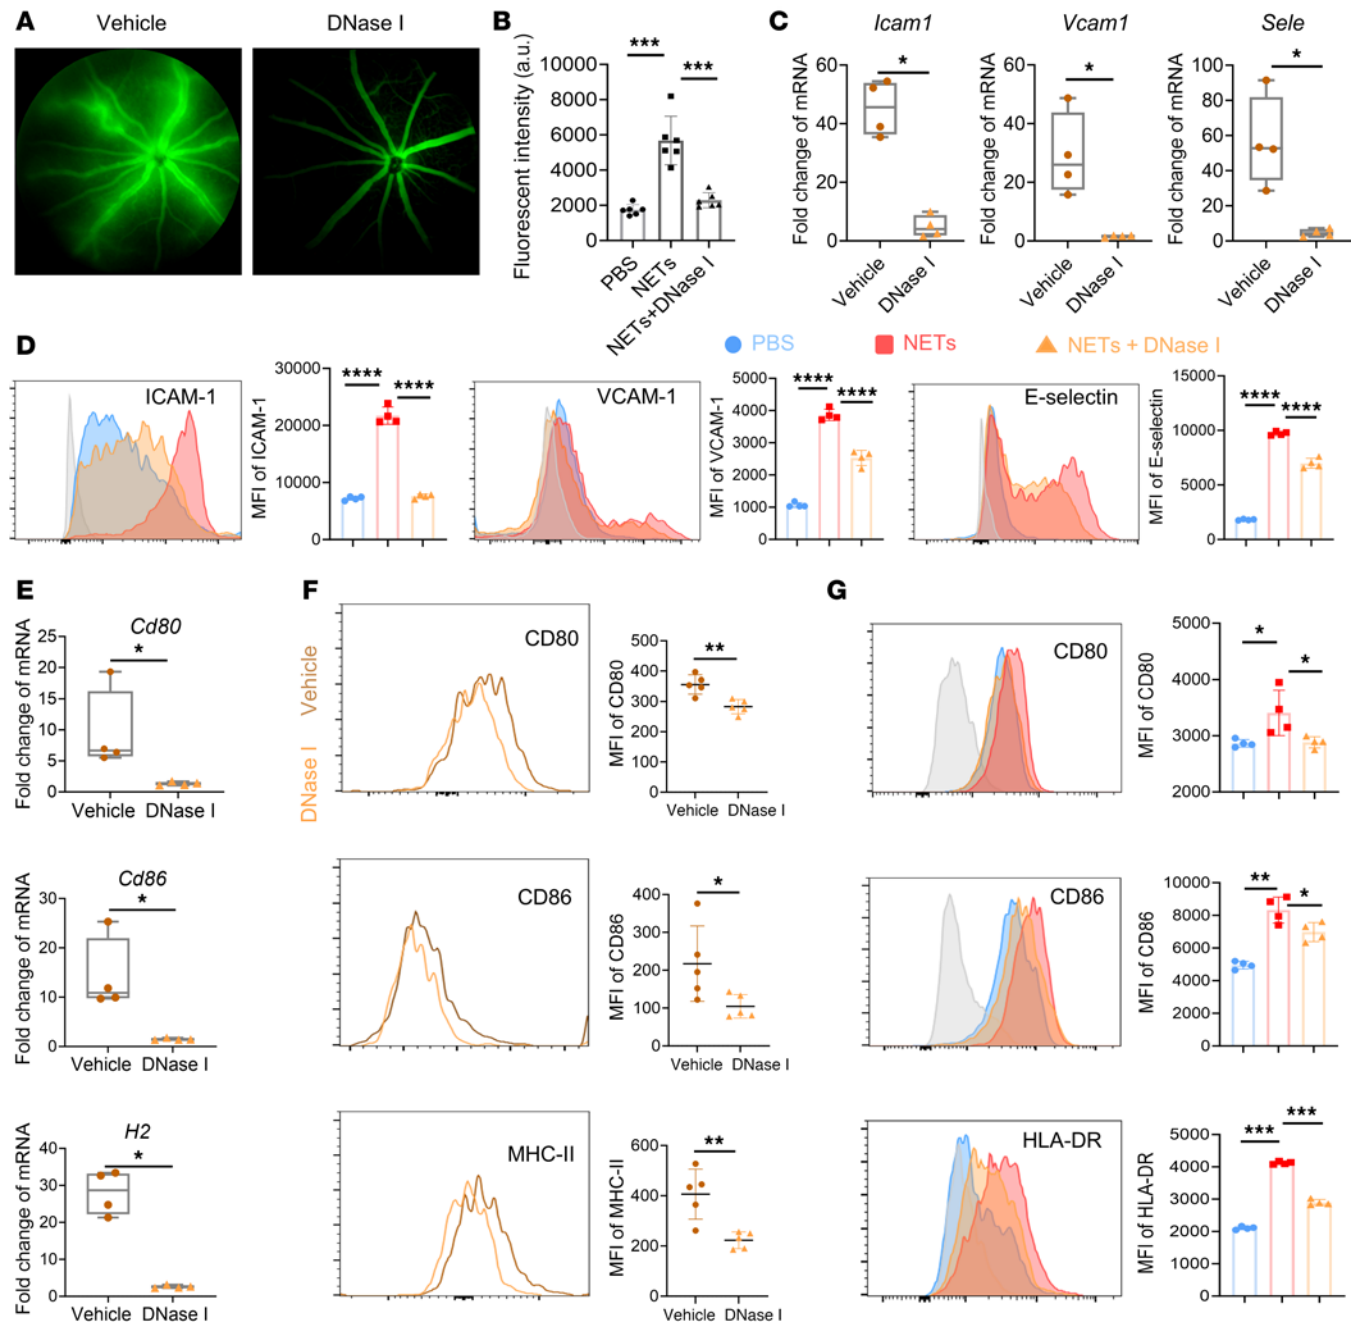 A
Vehicle
DNase I
B
***
***
Fluorescent intensity (a.u.)
10000
8000
6000
4000
2000
0
PBS
NETs
NETs+DNase I
C
Icam1
Fold change of mRNA
60
40
20
0
*
Vehicle
DNase I
Vcam1
Fold change of mRNA
60
40
20
0
*
Vehicle
DNase I
Sele
Fold change of mRNA
100
80
60
40
20
0
*
Vehicle
DNase I
D
PBS
NETs
NETs + DNase I
ICAM-1
MFI of ICAM-1
30000
20000
10000
0
****
****
VCAM-1
MFI of VCAM-1
5000
4000
3000
2000
1000
0
****
****
E-selectin
MFI of E-selectin
15000
10000
5000
0
****
****
E
Cd80
Fold change of mRNA
25
20
15
10
5
0
*
Vehicle
DNase I
Cd86
Fold change of mRNA
30
20
10
0
*
Vehicle
DNase I
H2
Fold change of mRNA
40
30
20
10
0
*
Vehicle
DNase I
F
Vehicle
DNase I
CD80
MFI of CD80
500
400
300
200
100
0
**
Vehicle
DNase I
CD86
MFI of CD86
400
300
200
100
0
*
Vehicle
DNase I
MHC-II
MFI of MHC-II
600
400
200
0
**
Vehicle
DNase I
G
CD80
MFI of CD80
5000
4000
3000
2000
*
*
CD86
MFI of CD86
10000
8000
6000
4000
2000
0
**
*
HLA-DR
MFI of HLA-DR
5000
4000
3000
2000
1000
0
***
***